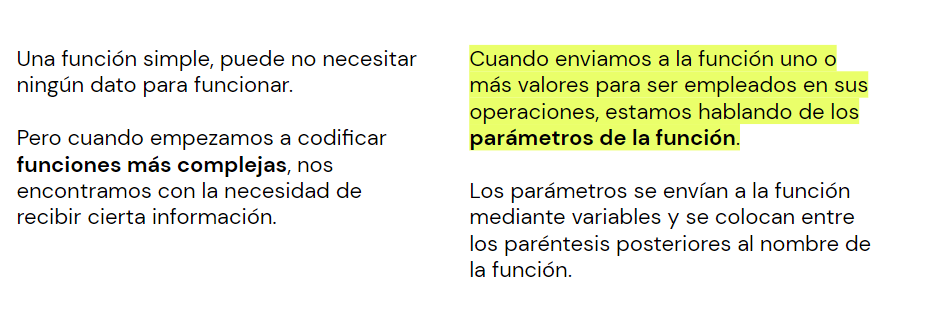 Una función simple, puede no necesitar
ningún dato para funcionar.
Pero cuando empezamos a codificar
funciones más complejas, nos
encontramos con la necesidad de
recibir cierta información.
Cuando enviamos a la función uno o
más valores para ser empleados en sus
operaciones, estamos hablando de los
parámetros de la función.
Los parámetros se envían a la función
mediante variables y se colocan entre
los paréntesis posteriores al nombre de
la función.